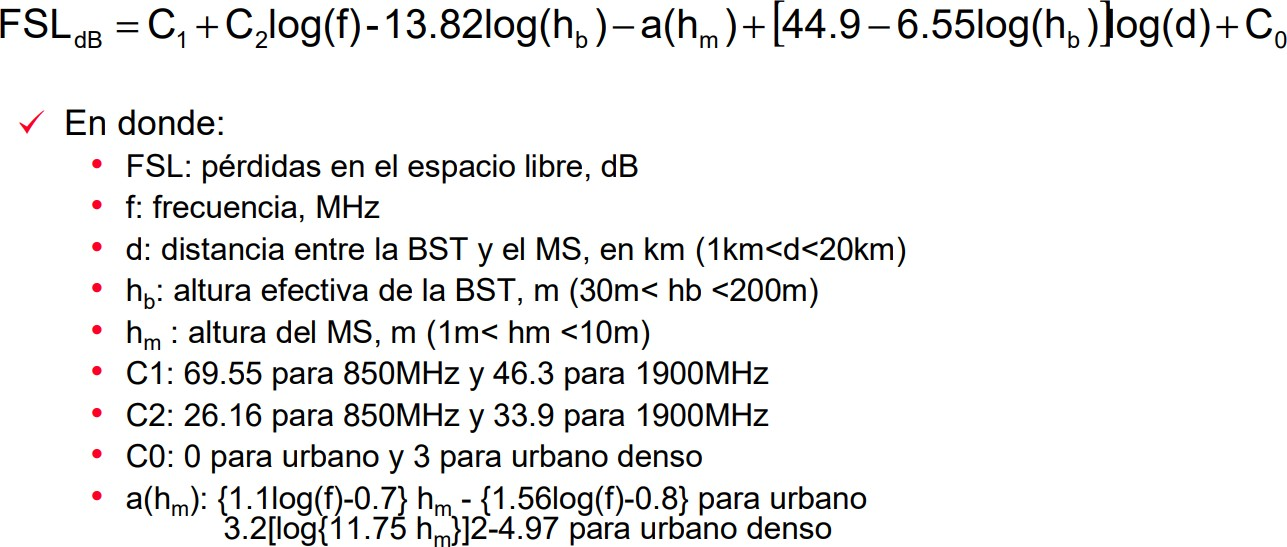 FSL_dB = C_1 + C_2log(f) - 13.82log(h_b) – a(h_m) + [44.9 – 6.55log(h_b)]log(d) + C_0
✓ En donde:
• FSL: pérdidas en el espacio libre, dB
• f: frecuencia, MHz
• d: distancia entre la BST y el MS, en km (1km<d<20km)
• h_b: altura efectiva de la BST, m (30m< hb <200m)
• h_m : altura del MS, m (1m< hm <10m)
• C1: 69.55 para 850MHz y 46.3 para 1900MHz
• C2: 26.16 para 850MHz y 33.9 para 1900MHz
• C0: 0 para urbano y 3 para urbano denso
• a(h_m): {1.1log(f)-0.7} h_m - {1.56log(f)-0.8} para urbano
3.2[log{11.75 h_m}]2-4.97 para urbano denso